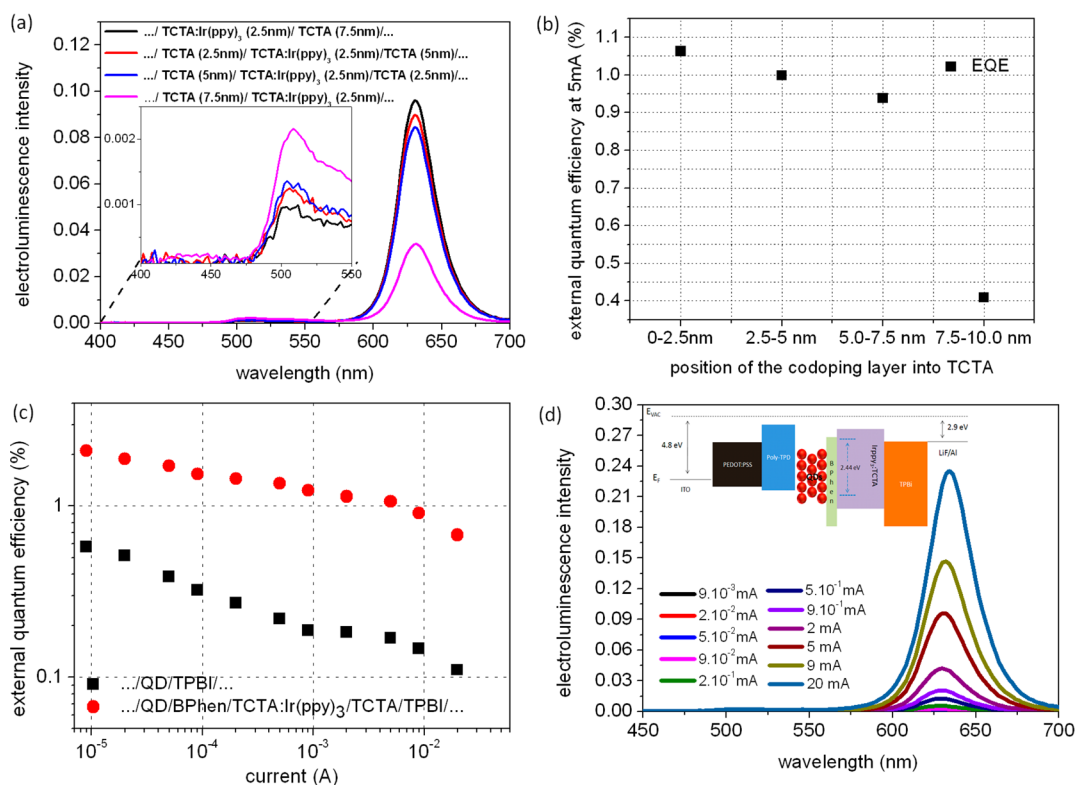 (a)
electroluminescence intensity
0.12
0.10
0.08
0.06
0.04
0.02
0.00
.../ TCTA:Ir(ppy)₃ (2.5nm)/ TCTA (7.5nm)/...
.../ TCTA (2.5nm)/ TCTA:Ir(ppy)₃ (2.5nm)/TCTA (5nm)/...
.../ TCTA (5nm)/ TCTA:Ir(ppy)₃ (2.5nm)/TCTA (2.5nm)/...
.../ TCTA (7.5nm)/ TCTA:Ir(ppy)₃ (2.5nm)/...
0.002
0.001
400 450 500 550
400 450 500 550 600 650 700
wavelength (nm)
(b)
external quantum efficiency at 5mA (%)
1.1
1.0
0.9
0.8
0.7
0.6
0.5
0.4
EQE
0-2.5nm 2.5-5 nm 5.0-7.5 nm 7.5-10.0 nm
position of the codoping layer into TCTA
(c)
external quantum efficiency (%)
1
0.1
.../QD/TPBI/...
.../QD/BPhen/TCTA:Ir(ppy)₃/TCTA/TPBI/...
10⁻⁵ 10⁻⁴ 10⁻³ 10⁻²
current (A)
(d)
electroluminescence intensity
0.30
0.27
0.24
0.21
0.18
0.15
0.12
0.09
0.06
0.03
0.00
E_VAC
4.8 eV
E_F
ITO
PEDOT:PSS
Poly-TPD
QDs
BPhen
Irppy₃:TCTA
2.44 eV
TPBi
2.9 eV
LiF/Al
9.10⁻³mA
2.10⁻²mA
5.10⁻²mA
9.10⁻²mA
2.10⁻¹mA
5.10⁻¹mA
9.10⁻¹mA
2 mA
5 mA
9 mA
20 mA
450 500 550 600 650 700
wavelength (nm)